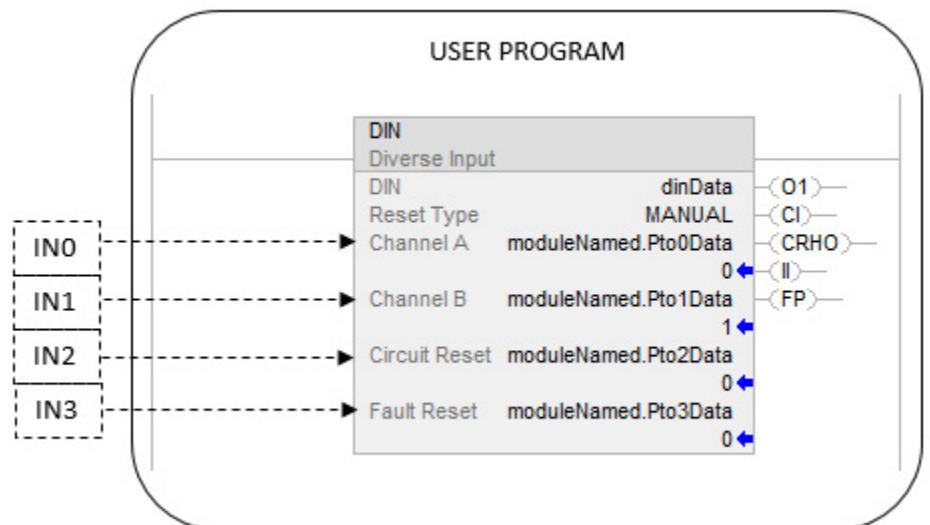 USER PROGRAM
DIN
Diverse Input
DIN dinData (O1)
Reset Type MANUAL (CI)
IN0 Channel A moduleNamed.Pto0Data (CRHO)
0 (II)
IN1 Channel B moduleNamed.Pto1Data (FP)
1
IN2 Circuit Reset moduleNamed.Pto2Data
0
IN3 Fault Reset moduleNamed.Pto3Data
0